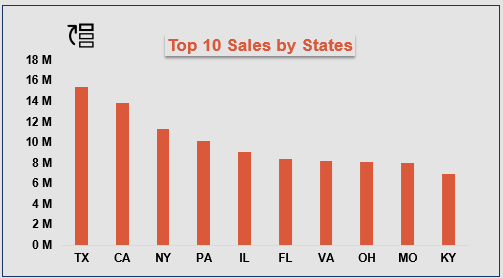 Top 10 Sales by States
18 M
16 M
14 M
12 M
10 M
8 M
6 M
4 M
2 M
0 M
TX CA NY PA IL FL VA OH MO KY